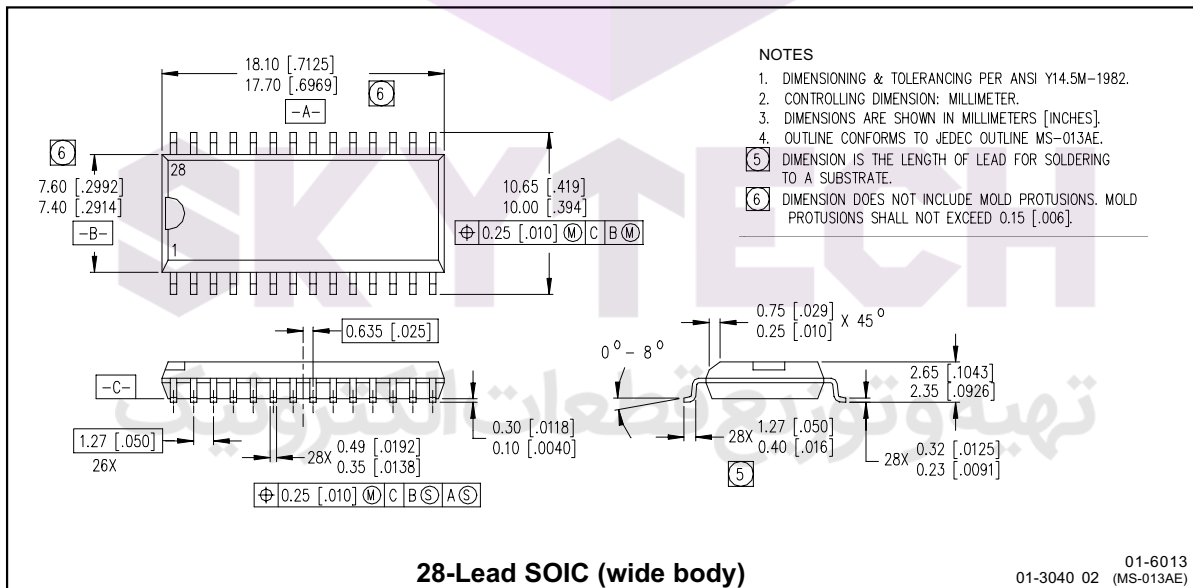 18.10 [.7125]
17.70 [.6969]
6
-A-
6
28
7.60 [.2992]
7.40 [.2914]
-B-
1
10.65 [.419]
10.00 [.394]
⌖ 0.25 [.010] Ⓜ C B Ⓜ
NOTES
1. DIMENSIONING & TOLERANCING PER ANSI Y14.5M-1982.
2. CONTROLLING DIMENSION: MILLIMETER.
3. DIMENSIONS ARE SHOWN IN MILLIMETERS [INCHES].
4. OUTLINE CONFORMS TO JEDEC OUTLINE MS-013AE.
5 DIMENSION IS THE LENGTH OF LEAD FOR SOLDERING
TO A SUBSTRATE.
6 DIMENSION DOES NOT INCLUDE MOLD PROTUSIONS. MOLD
PROTUSIONS SHALL NOT EXCEED 0.15 [.006].
SKYTECH
تهیه و توزیع قطعات الکترونیک
0.635 [.025]
-C-
1.27 [.050]
26X
28X 0.49 [.0192]
0.35 [.0138]
⌖ 0.25 [.010] Ⓜ C B Ⓢ A Ⓢ
0.30 [.0118]
0.10 [.0040]
0.75 [.029]
0.25 [.010] X 45°
0° - 8°
2.65 [.1043]
2.35 [.0926]
28X 1.27 [.050]
0.40 [.016]
5
28X 0.32 [.0125]
0.23 [.0091]
28-Lead SOIC (wide body)
01-6013
01-3040 02 (MS-013AE)